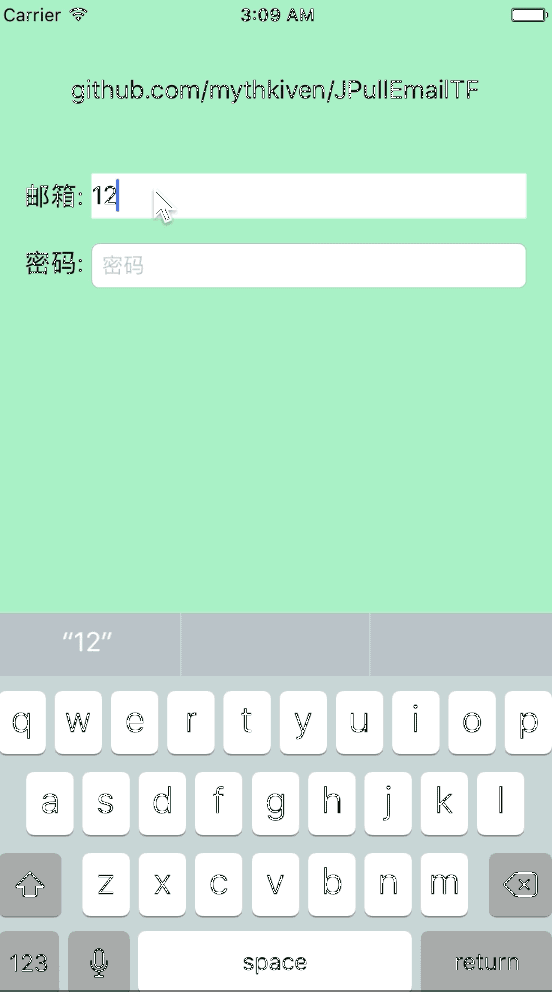 Carrier 3:09 AM
github.com/mythkiven/JPullEmailTF
邮箱: 12
密码: 密码
“12”
q w e r t y u i o p
a s d f g h j k l
z x c v b n m
123 space return